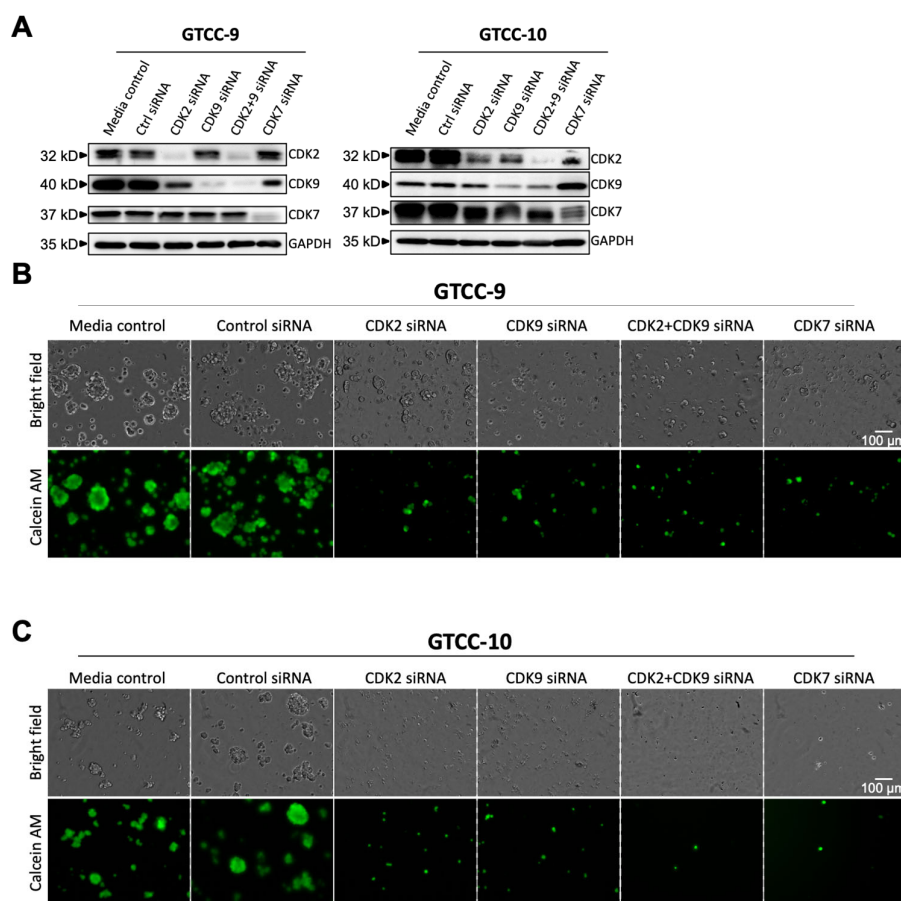 A
GTCC-9
GTCC-10
Media control
Ctrl siRNA
CDK2 siRNA
CDK9 siRNA
CDK2+9 siRNA
CDK7 siRNA
Media control
Ctrl siRNA
CDK2 siRNA
CDK9 siRNA
CDK2+9 siRNA
CDK7 siRNA
32 kD CDK2
40 kD CDK9
37 kD CDK7
35 kD GAPDH
32 kD CDK2
40 kD CDK9
37 kD CDK7
35 kD GAPDH
B
GTCC-9
Media control Control siRNA CDK2 siRNA CDK9 siRNA CDK2+CDK9 siRNA CDK7 siRNA
Bright field
100 μm
Calcein AM
C
GTCC-10
Media control Control siRNA CDK2 siRNA CDK9 siRNA CDK2+CDK9 siRNA CDK7 siRNA
Bright field
100 μm
Calcein AM